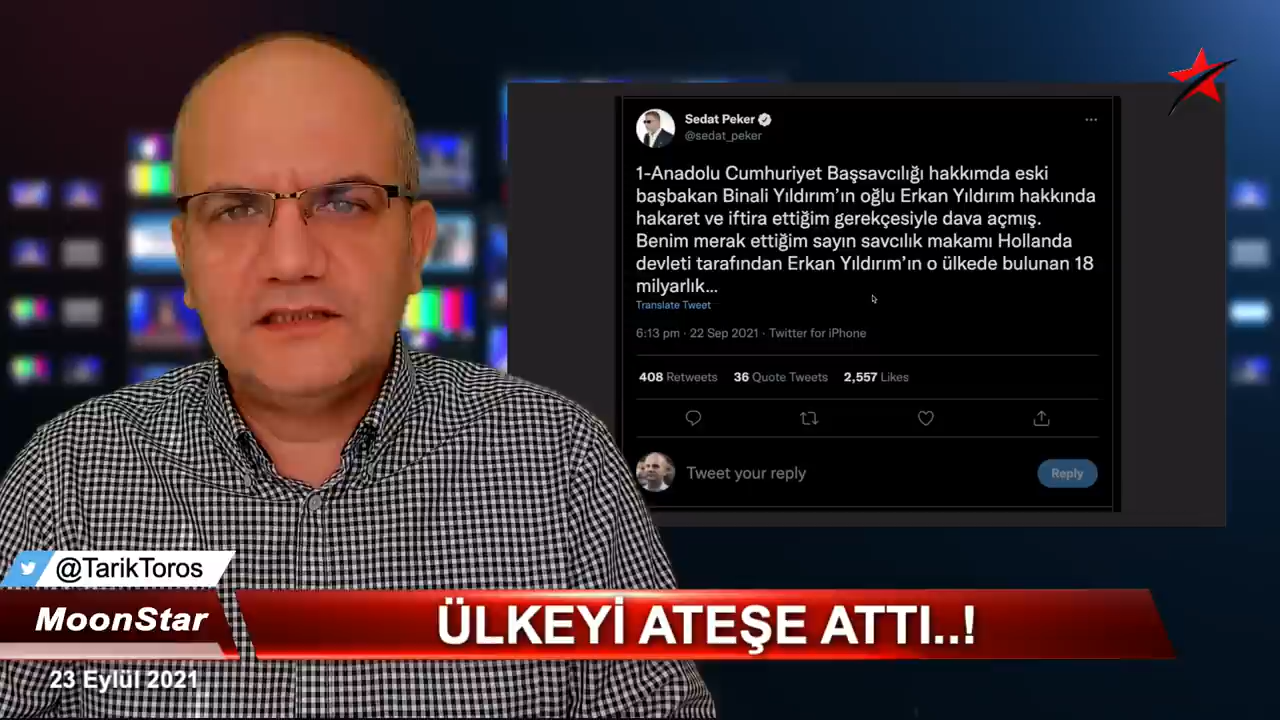 Sedat Peker
@sedat_peker
1-Anadolu Cumhuriyet Başsavcılığı hakkımda eski
başbakan Binali Yıldırım’ın oğlu Erkan Yıldırım hakkında
hakaret ve iftira ettiğim gerekçesiyle dava açmış.
Benim merak ettiğim sayın savcılık makamı Hollanda
devleti tarafından Erkan Yıldırım’ın o ülkede bulunan 18
milyarlık...
Translate Tweet
6:13 pm · 22 Sep 2021 · Twitter for iPhone
408 Retweets 36 Quote Tweets 2,557 Likes
Tweet your reply
Reply
@TarikToros
MoonStar
ÜLKEYİ ATEŞE ATTI..!
23 Eylül 2021